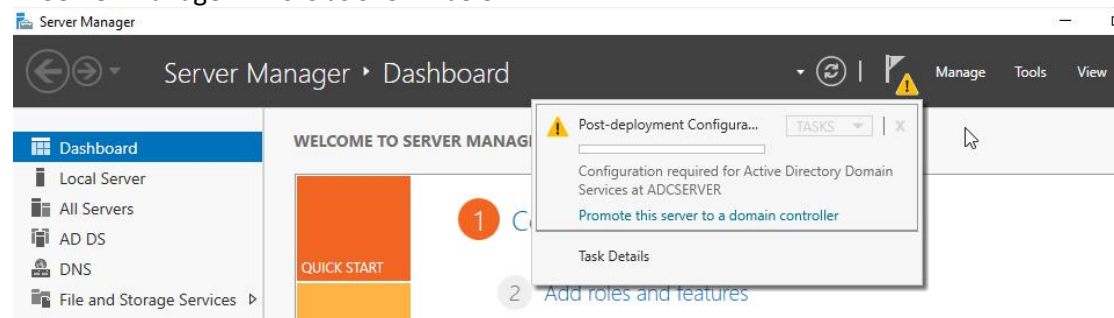 Server Manager
Server Manager • Dashboard
Manage Tools View
Post-deployment Configura... TASKS X
Configuration required for Active Directory Domain
Services at ADCSERVER
Promote this server to a domain controller
Task Details
Dashboard
Local Server
All Servers
AD DS
DNS
File and Storage Services
WELCOME TO SERVER MANAG
QUICK START
1
2 Add roles and features